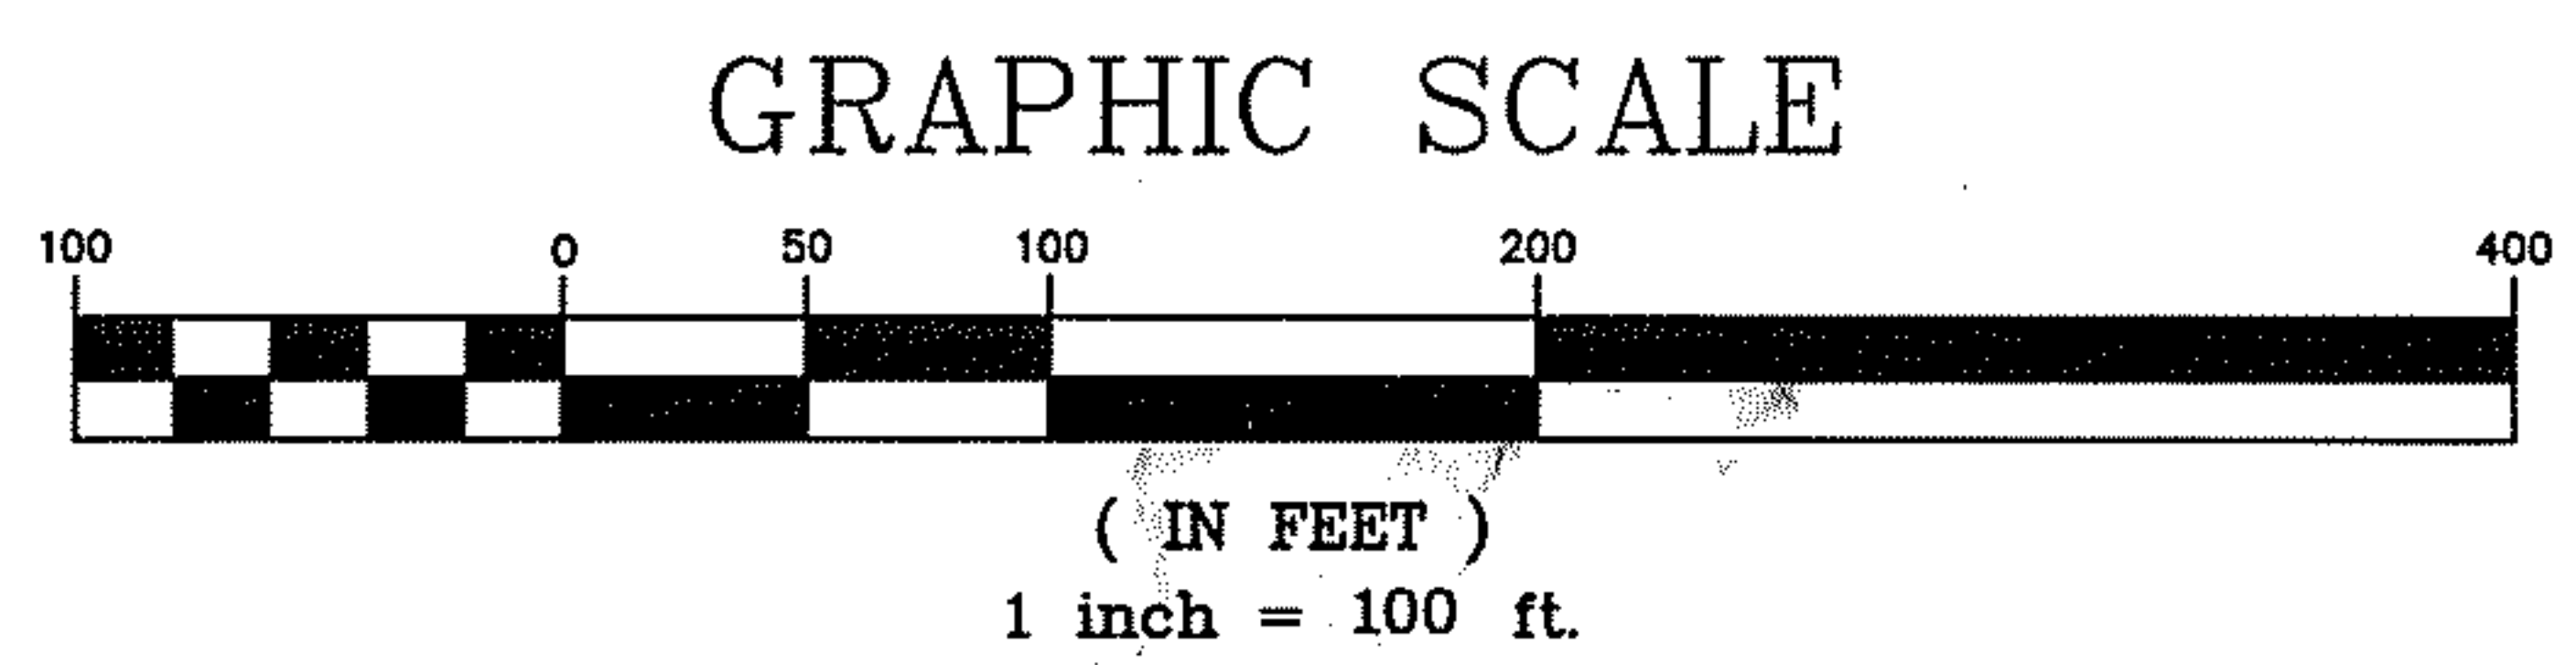 GRAPHIC SCALE
100 0 50 100 200 400
( IN FEET )
1 inch = 100 ft.